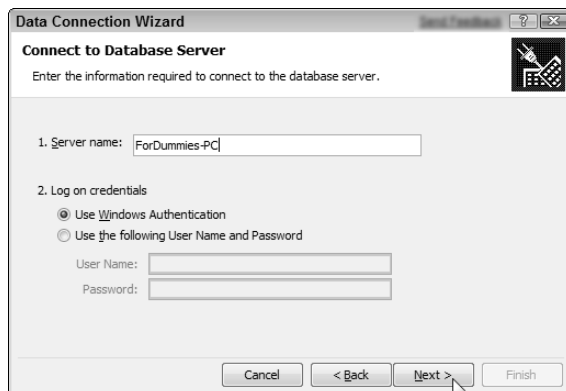 Data Connection Wizard
Connect to Database Server
Enter the information required to connect to the database server.
1. Server name: ForDummies-PC
2. Log on credentials
Use Windows Authentication
Use the following User Name and Password
User Name:
Password:
Cancel
< Back
Next >
Finish